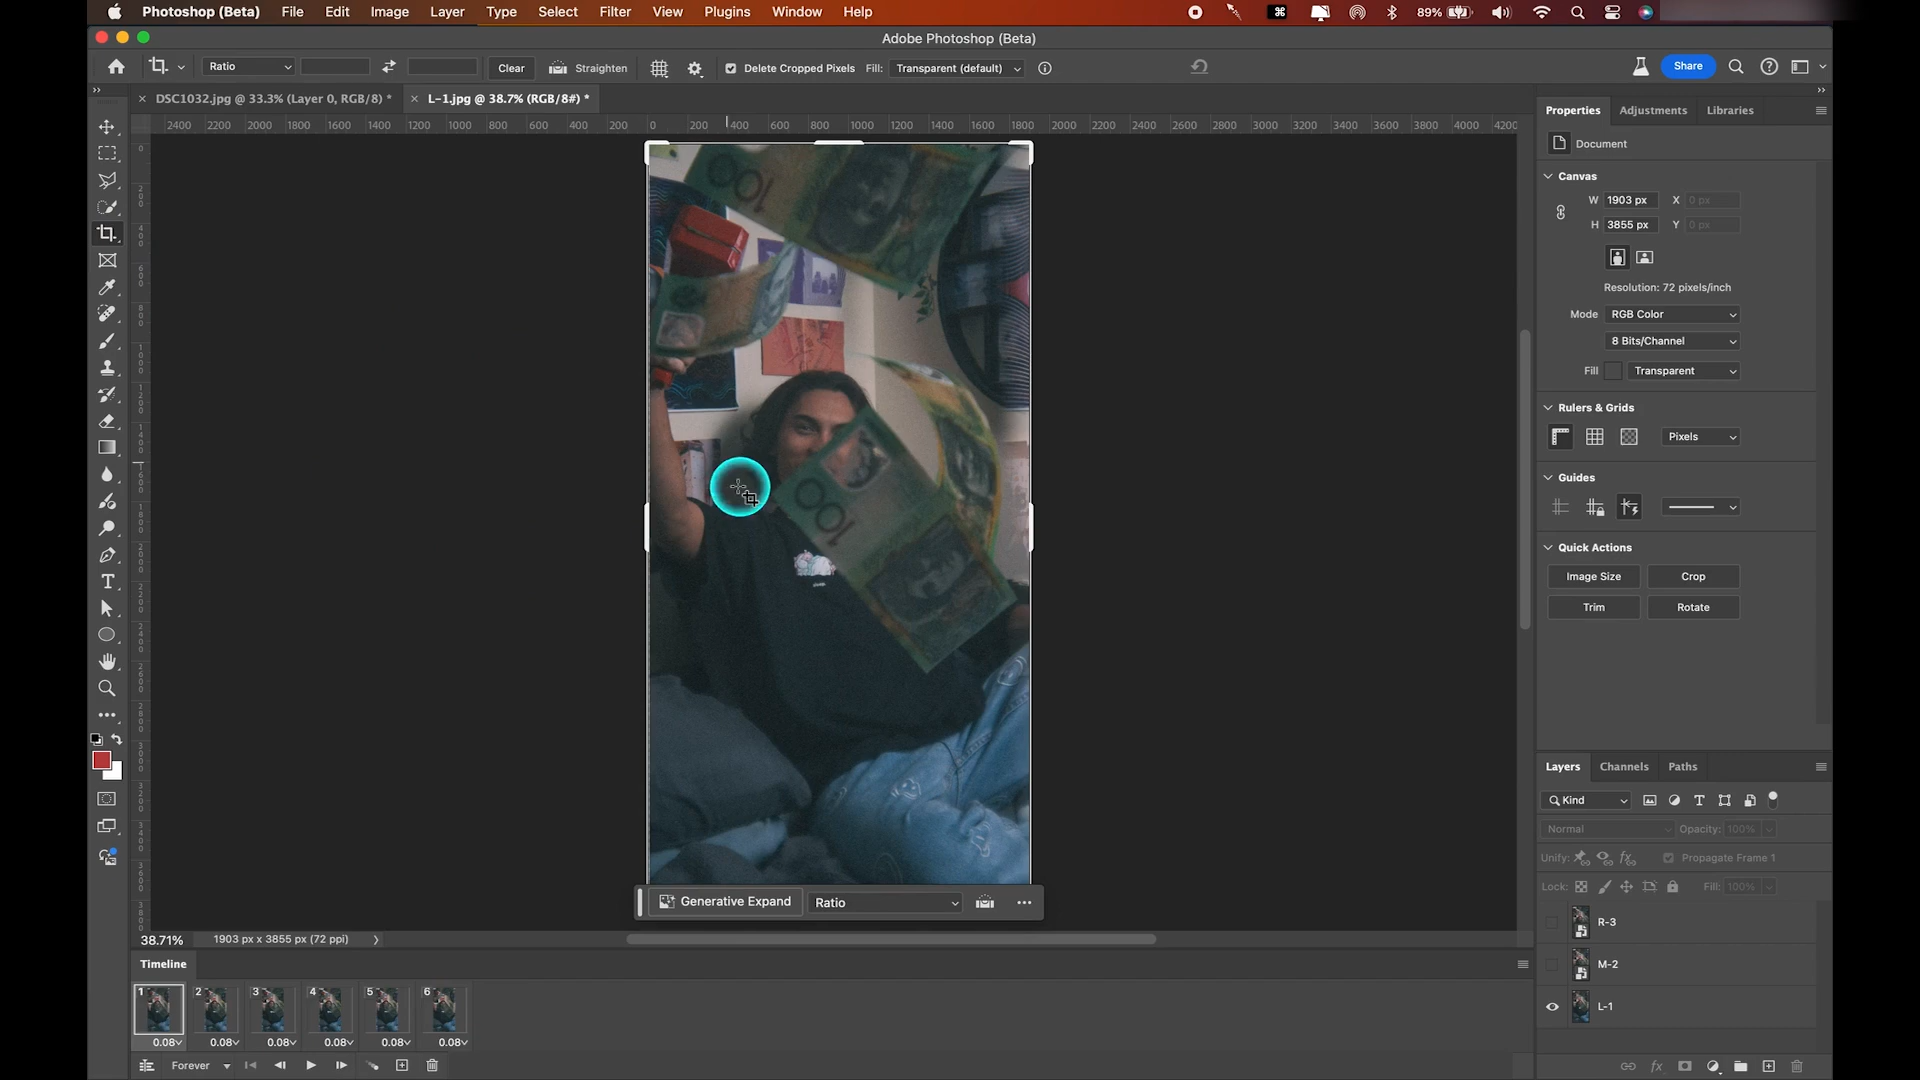 Photoshop (Beta) File Edit Image Layer Type Select Filter View Plugins Window Help 89%
Adobe Photoshop (Beta)
Ratio Clear Straighten Delete Cropped Pixels Fill: Transparent (default) Share
DSC1032.jpg @ 33.3% (Layer 0, RGB/8) * L-1.jpg @ 38.7% (RGB/8#) *
2400 2200 2000 1800 1600 1400 1200 1000 800 600 400 200 0 200 400 600 800 1000 1200 1400 1600 1800 2000 2200 2400 2600 2800 3000 3200 3400 3600 3800 4000 4200
Properties Adjustments Libraries
Document
Canvas
W 1903 px X 0 px
H 3855 px Y 0 px
Resolution: 72 pixels/inch
Mode RGB Color
8 Bits/Channel
Fill Transparent
Rulers & Grids
Pixels
Guides
Quick Actions
Image Size Crop
Trim Rotate
100
100
Generative Expand Ratio
38.71% 1903 px x 3855 px (72 ppi)
Layers Channels Paths
Kind
Normal Opacity: 100%
Unify: Propagate Frame 1
Lock: Fill: 100%
R-3
M-2
L-1
Timeline
1 2 3 4 5 6
0.08 0.08 0.08 0.08 0.08 0.08
Forever
fx